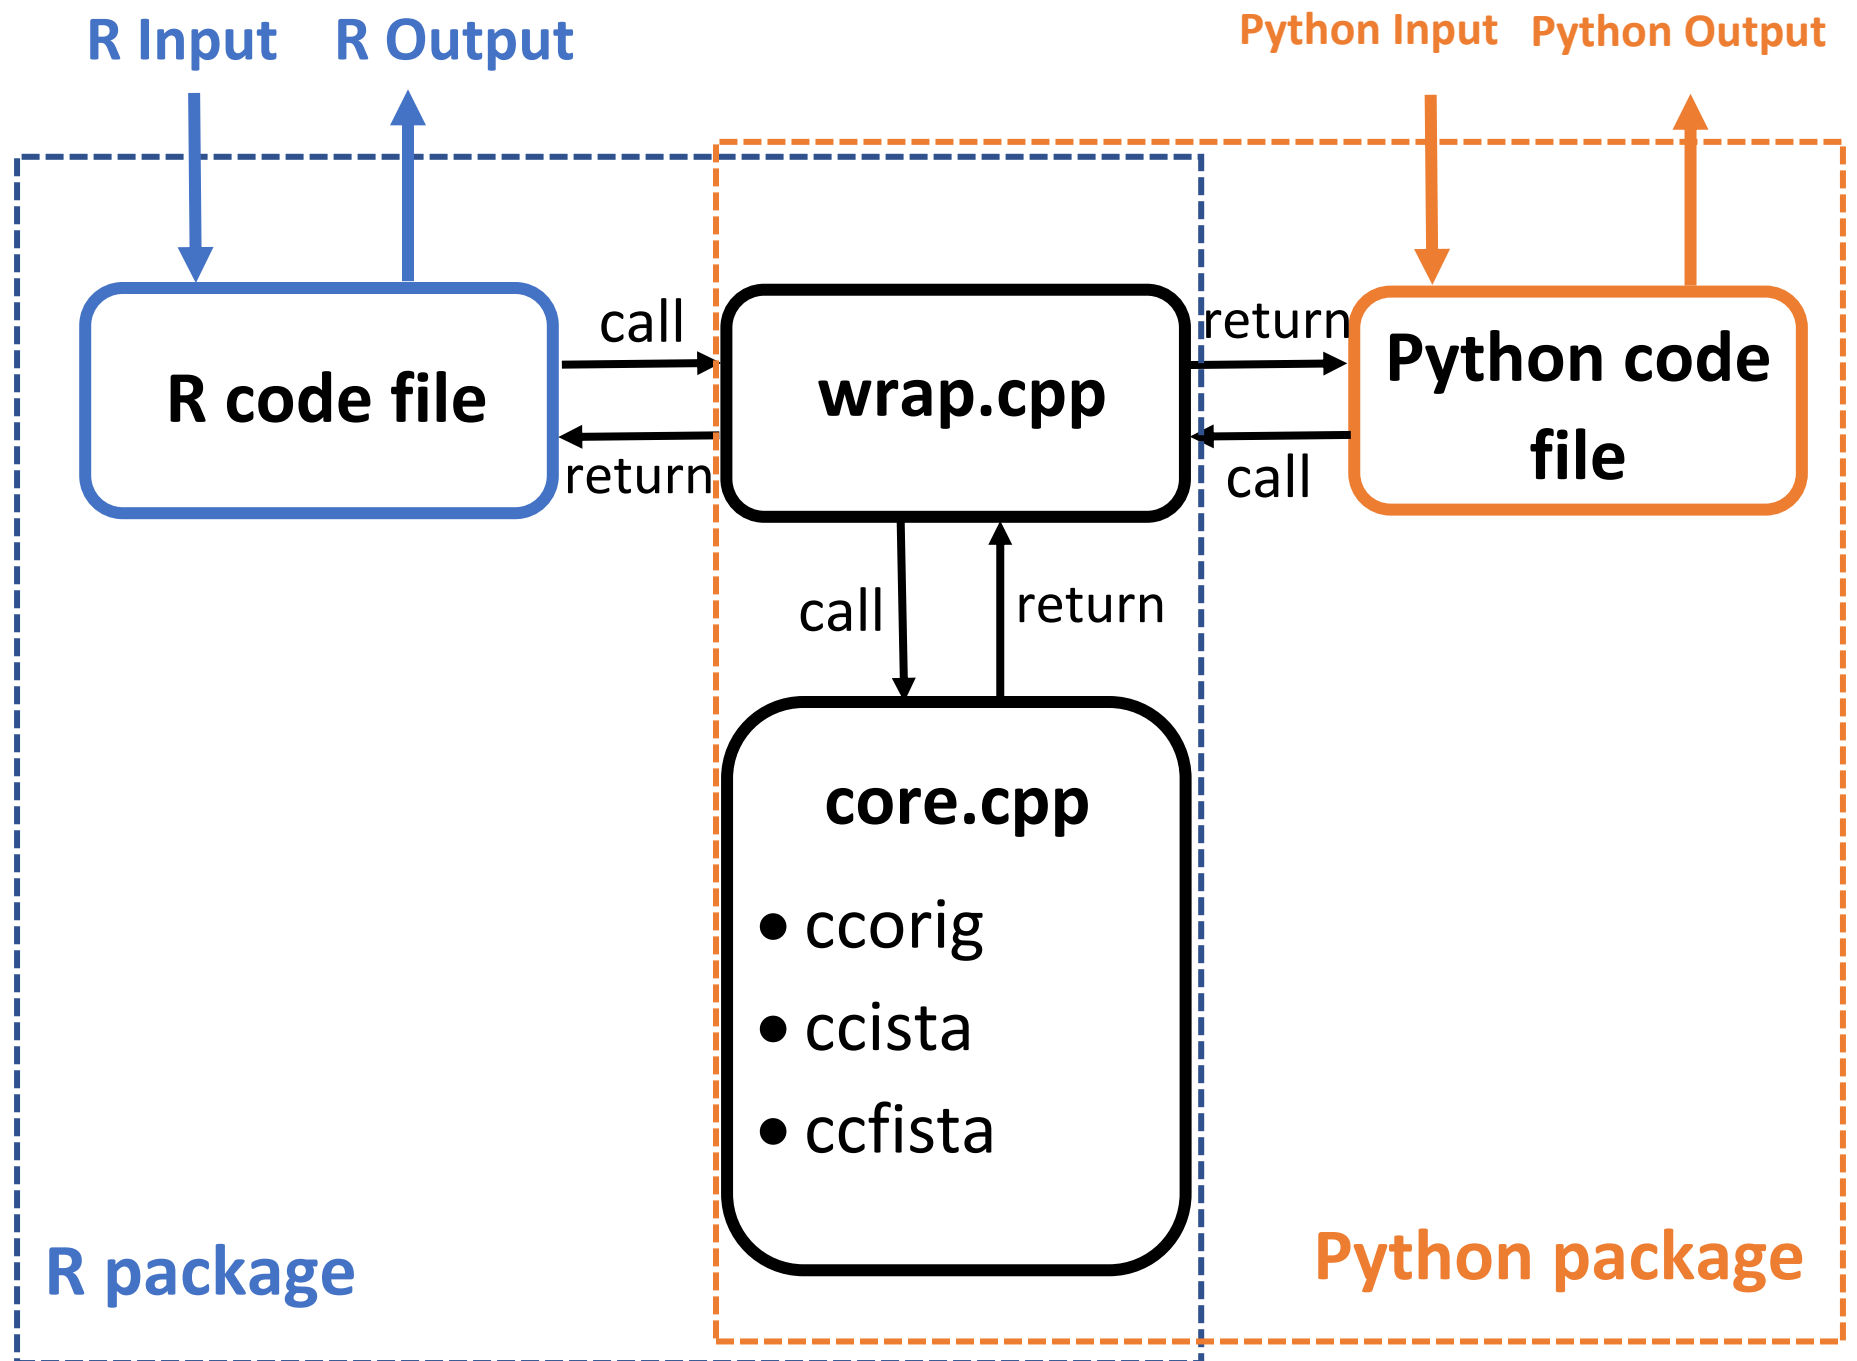 R Input
R Output
Python Input
Python Output
call
return
R code file
wrap.cpp
Python code
file
return
call
call
return
core.cpp
• ccorig
• ccista
• ccfista
R package
Python package